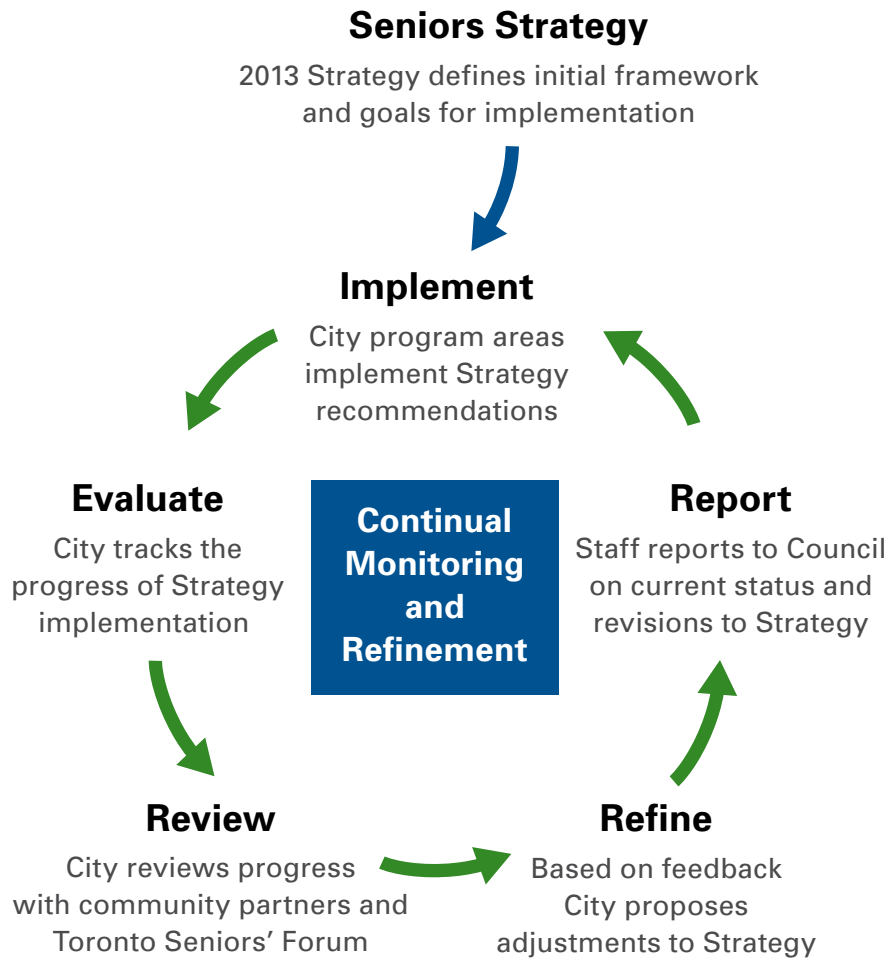 Seniors Strategy
2013 Strategy defines initial framework
and goals for implementation
Implement
City program areas
implement Strategy
recommendations
Evaluate
City tracks the
progress of Strategy
implementation
Continual
Monitoring
and
Refinement
Report
Staff reports to Council
on current status and
revisions to Strategy
Review
City reviews progress
with community partners and
Toronto Seniors’ Forum
Refine
Based on feedback
City proposes
adjustments to Strategy